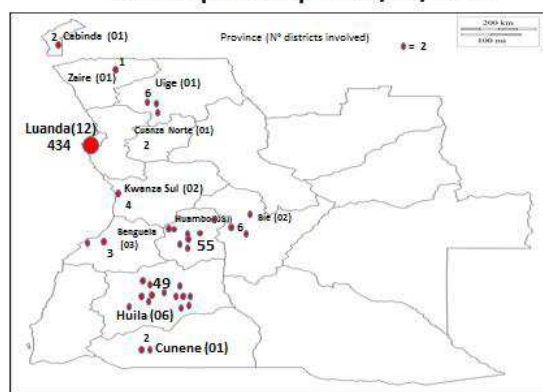 200 km
100 mi
Province (N° districts involved)
= 2
2 Cabinda (01)
1
Zaire (01)
Uige (01)
6
Luanda(12)
434
Cuanza Norte (01)
2
Kwanza Sul (02)
4
Huambo
Bie (02)
6
Benguela
(03)
3
55
49
Huila (06)
2
Cunene (01)